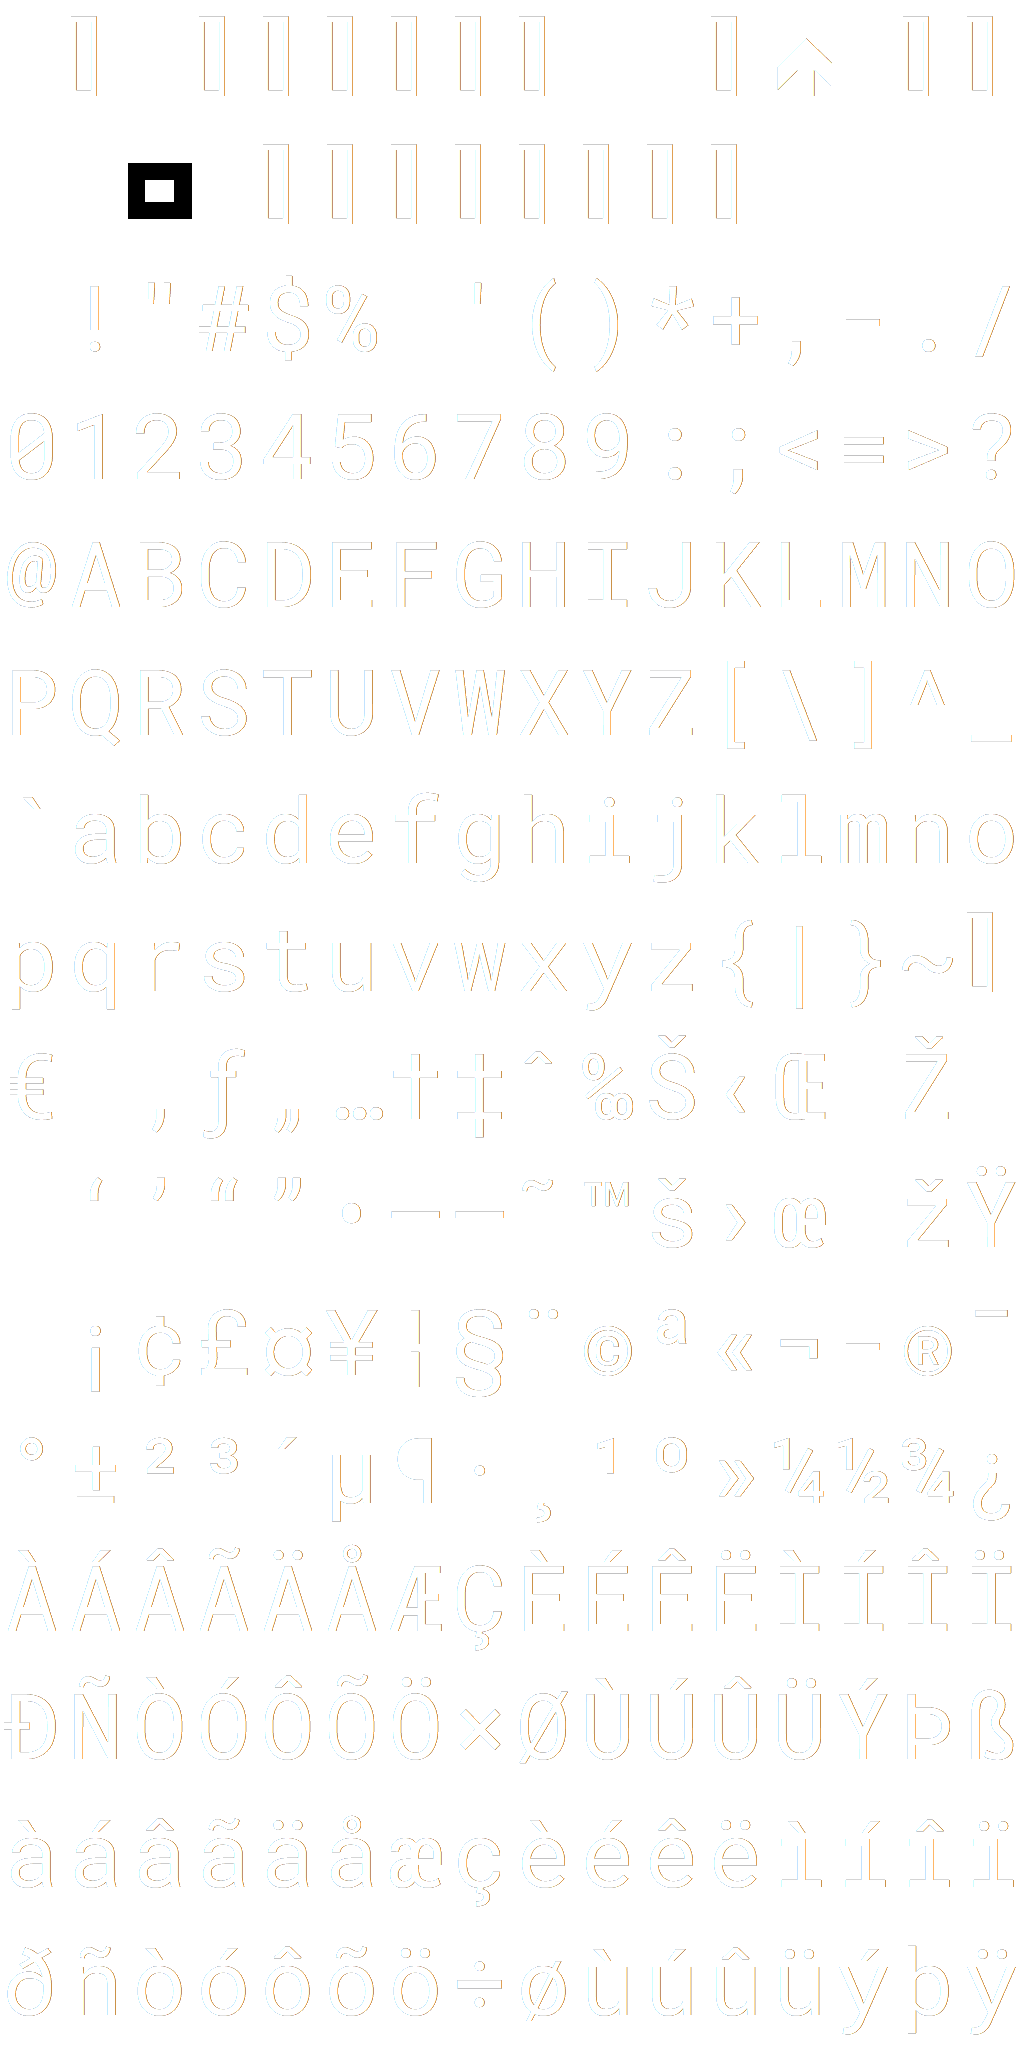 ! " # $ % ' ( ) * + , - . /
0 1 2 3 4 5 6 7 8 9 : ; < = > ?
@ A B C D E F G H I J K L M N O
P Q R S T U V W X Y Z [ \ ] ^ _
` a b c d e f g h i j k l m n o
p q r s t u v w x y z { | } ~
€ ‚ ƒ „ … † ‡ ˆ ‰ Š ‹ Œ Ž
‘ ’ “ ” • – — ˜ ™ š › œ ž Ÿ
¡ ¢ £ ¤ ¥ ¦ § ¨ © ª « ¬ - ® ¯
° ± ² ³ ´ µ ¶ · ¸ ¹ º » ¼ ½ ¾ ¿
À Á Â Ã Ä Å Æ Ç È É Ê Ë Ì Í Î Ï
Ð Ñ Ò Ó Ô Õ Ö × Ø Ù Ú Û Ü Ý Þ ß
à á â ã ä å æ ç è é ê ë ì í î ï
ð ñ ò ó ô õ ö ÷ ø ù ú û ü ý þ ÿ